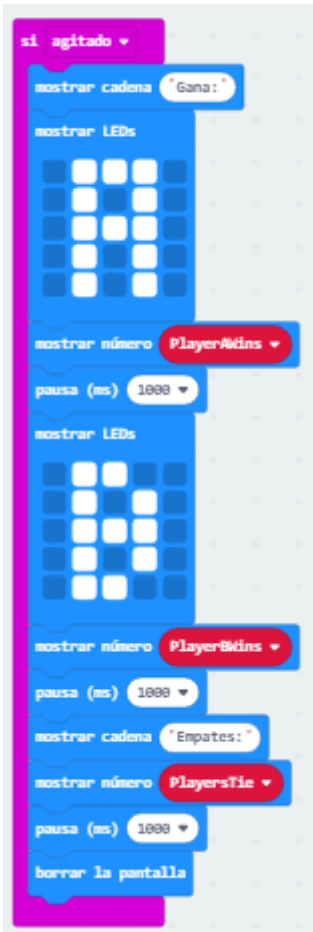 si agitado
mostrar cadena "Gana:"
mostrar LEDs
mostrar número PlayerAWins
pausa (ms) 1000
mostrar LEDs
mostrar número PlayerBWins
pausa (ms) 1000
mostrar cadena "Empates:"
mostrar número PlayersTie
pausa (ms) 1000
borrar la pantalla